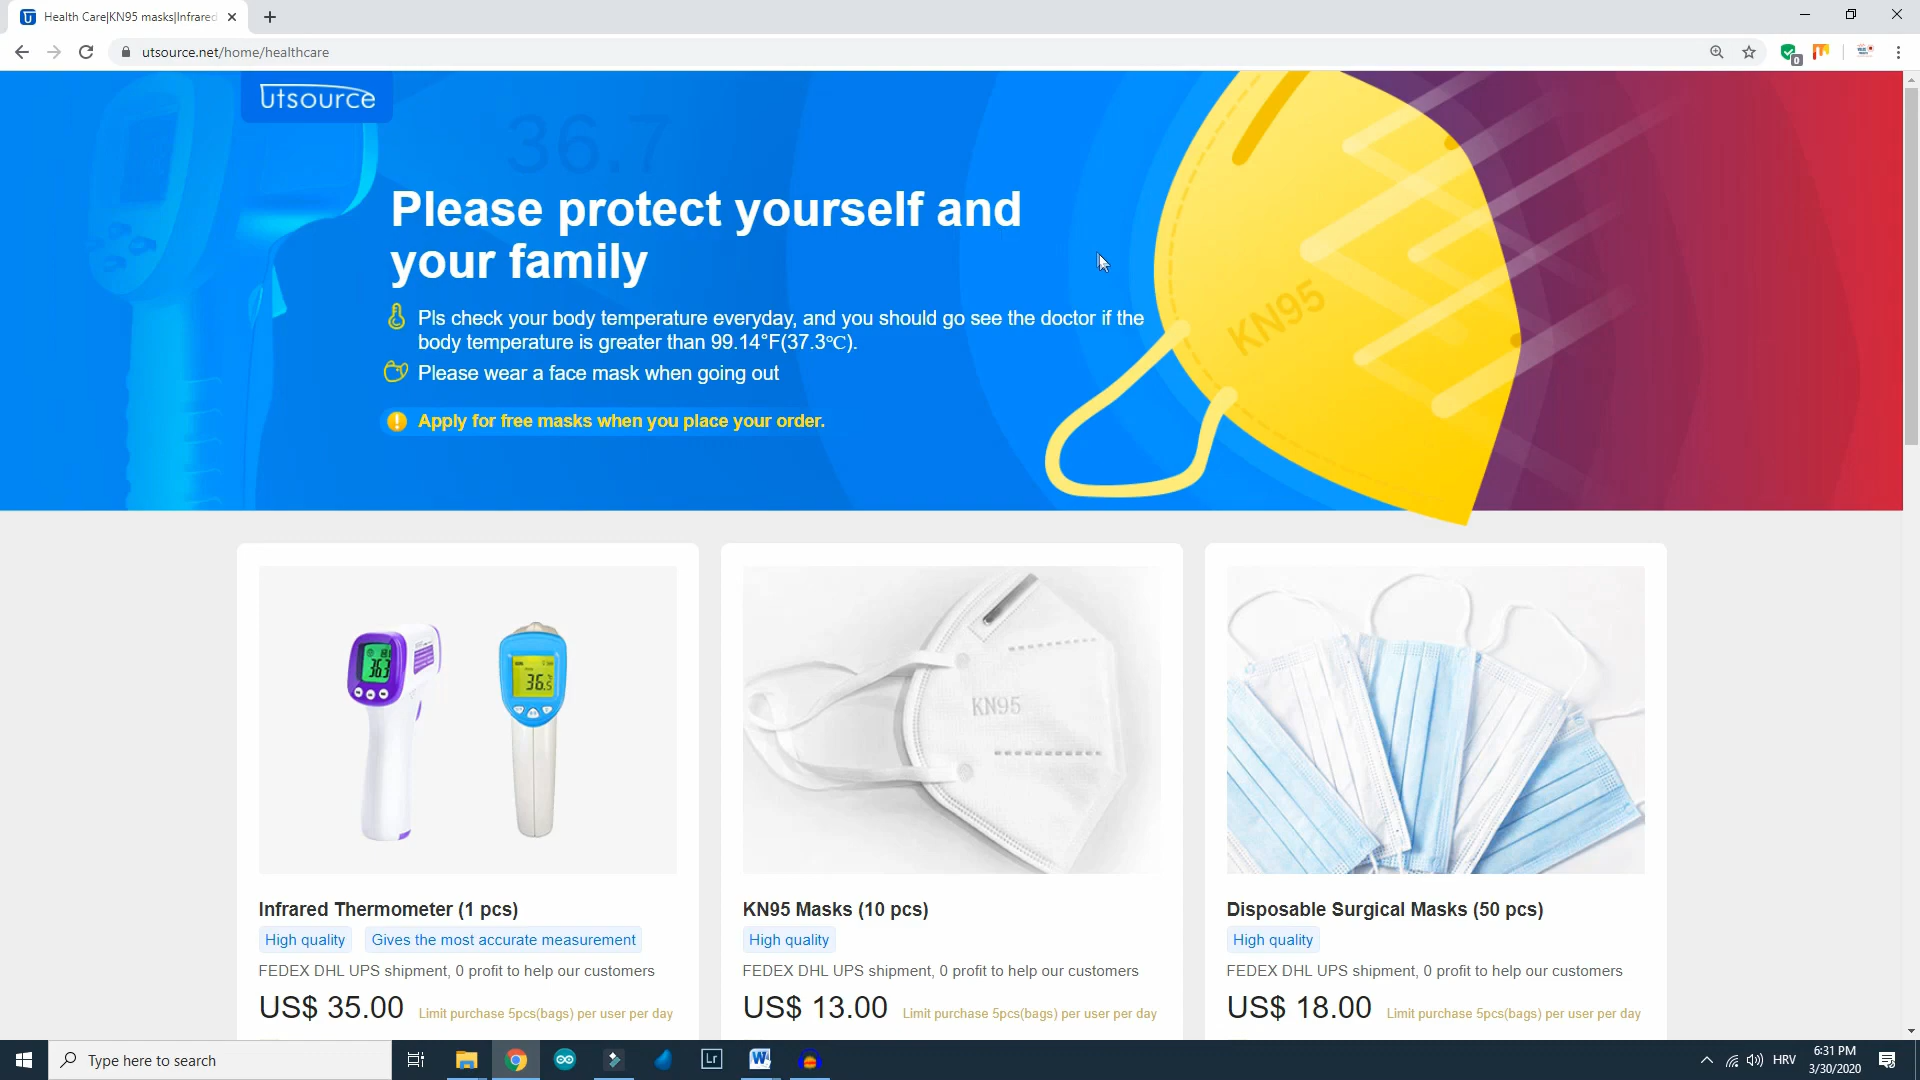 Health Care|KN95 masks|Infrared
utsource.net/home/healthcare
0
utsource
36.7
Please protect yourself and
your family
Pls check your body temperature everyday, and you should go see the doctor if the
body temperature is greater than 99.14°F(37.3℃).
Please wear a face mask when going out
Apply for free masks when you place your order.
KN95
36.3
36.5
KN95
Infrared Thermometer (1 pcs)
High quality
Gives the most accurate measurement
FEDEX DHL UPS shipment, 0 profit to help our customers
US$ 35.00 Limit purchase 5pcs(bags) per user per day
KN95 Masks (10 pcs)
High quality
FEDEX DHL UPS shipment, 0 profit to help our customers
US$ 13.00 Limit purchase 5pcs(bags) per user per day
Disposable Surgical Masks (50 pcs)
High quality
FEDEX DHL UPS shipment, 0 profit to help our customers
US$ 18.00 Limit purchase 5pcs(bags) per user per day
Type here to search
Lr
HRV
6:31 PM
3/30/2020